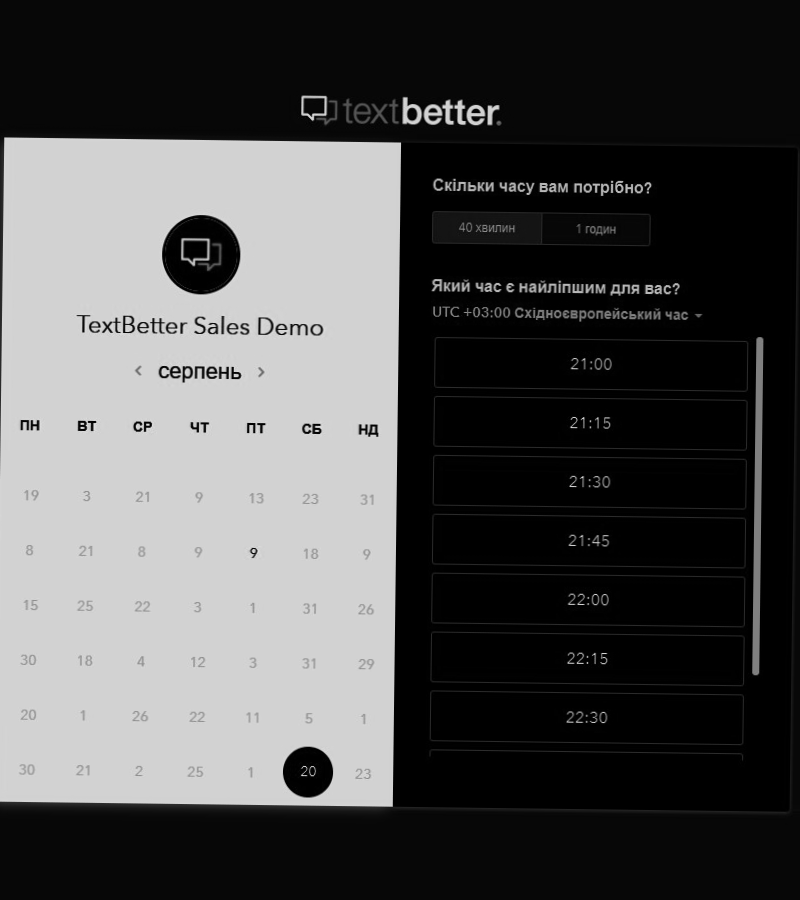 textbetter.
TextBetter Sales Demo
серпень
ПН ВТ СР ЧТ ПТ СБ НД
19 3 21 9 13 23 31
8 21 8 9 9 18 9
15 25 22 3 1 31 26
30 18 4 12 3 31 29
20 1 26 22 11 5 1
30 21 2 25 1 20 23
Скільки часу вам потрібно?
40 хвилин 1 годин
Який час є найліпшим для вас?
UTC +03:00 Східноєвропейський час
21:00
21:15
21:30
21:45
22:00
22:15
22:30